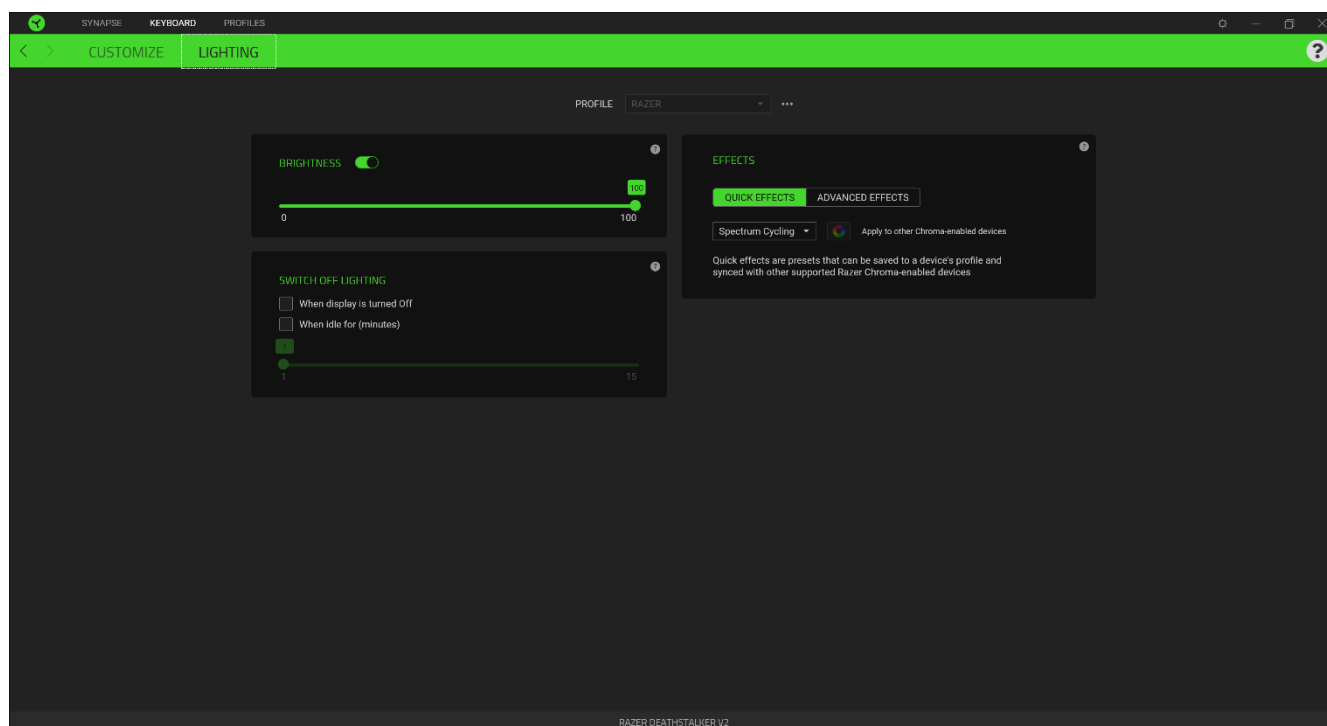 SYNAPSE KEYBOARD PROFILES
CUSTOMIZE LIGHTING ?
PROFILE RAZER
BRIGHTNESS ?
100
0 100
SWITCH OFF LIGHTING ?
When display is turned Off
When idle for (minutes)
1
1 15
EFFECTS ?
QUICK EFFECTS ADVANCED EFFECTS
Spectrum Cycling Apply to other Chroma-enabled devices
Quick effects are presets that can be saved to a device's profile and
synced with other supported Razer Chroma-enabled devices
RAZER DEATHSTALKER V2